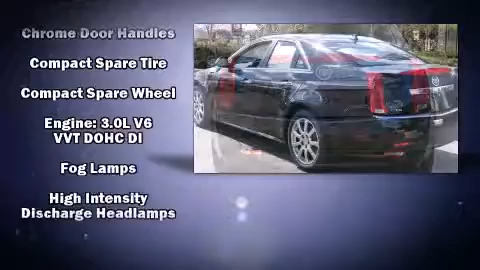 Chrome Door Handles
Compact Spare Tire
Compact Spare Wheel
Engine: 3.0L V6
VVT DOHC DI
Fog Lamps
High Intensity
Discharge Headlamps